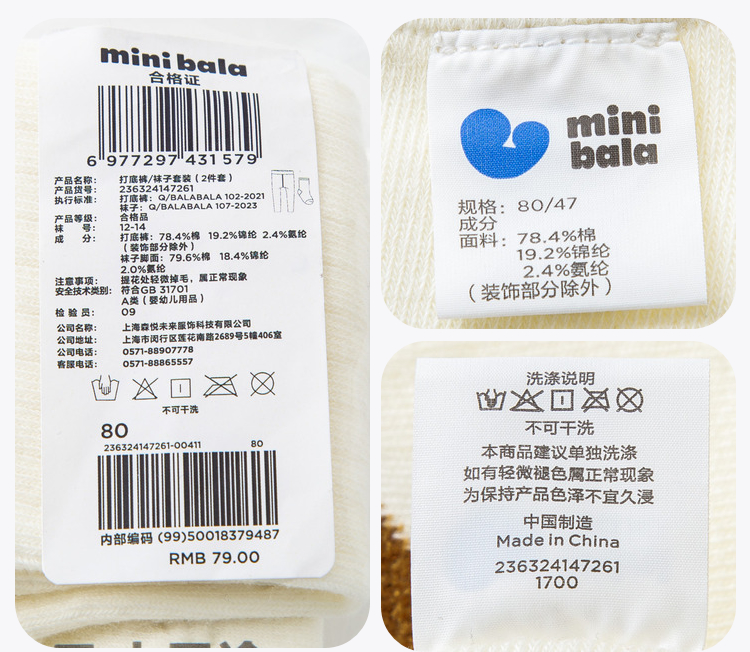 mini bala
合格证
6 977297 431579
产品名称: 打底裤/袜子套装 (2件套)
产品货号: 236324147261
执行标准: 打底裤: Q/BALABALA 102-2021
袜子: Q/BALABALA 107-2023
产品等级: 合格品
袜 号: 12-14
成 分: 打底裤: 78.4%棉 19.2%锦纶 2.4%氨纶
(装饰部分除外)
袜子脚面: 79.6%棉 18.4%锦纶
2.0%氨纶
注意事项: 提花处轻微掉毛,属正常现象
安全技术类别: 符合GB 31701
A类 (婴幼儿用品)
检 验 员: 09
公司名称: 上海森悦未来服饰科技有限公司
公司地址: 上海市闵行区莲花南路2689号5幢406室
公司电话: 0571-88907778
客服电话: 0571-88865557
不可干洗
80
236324147261-00411 80
内部编码 (99)50018379487
RMB 79.00
mini
bala
规格: 80/47
成分
面料: 78.4%棉
19.2%锦纶
2.4%氨纶
(装饰部分除外)
洗涤说明
不可干洗
本商品建议单独洗涤
如有轻微褪色属正常现象
为保持产品色泽不宜久浸
中国制造
Made in China
236324147261
1700